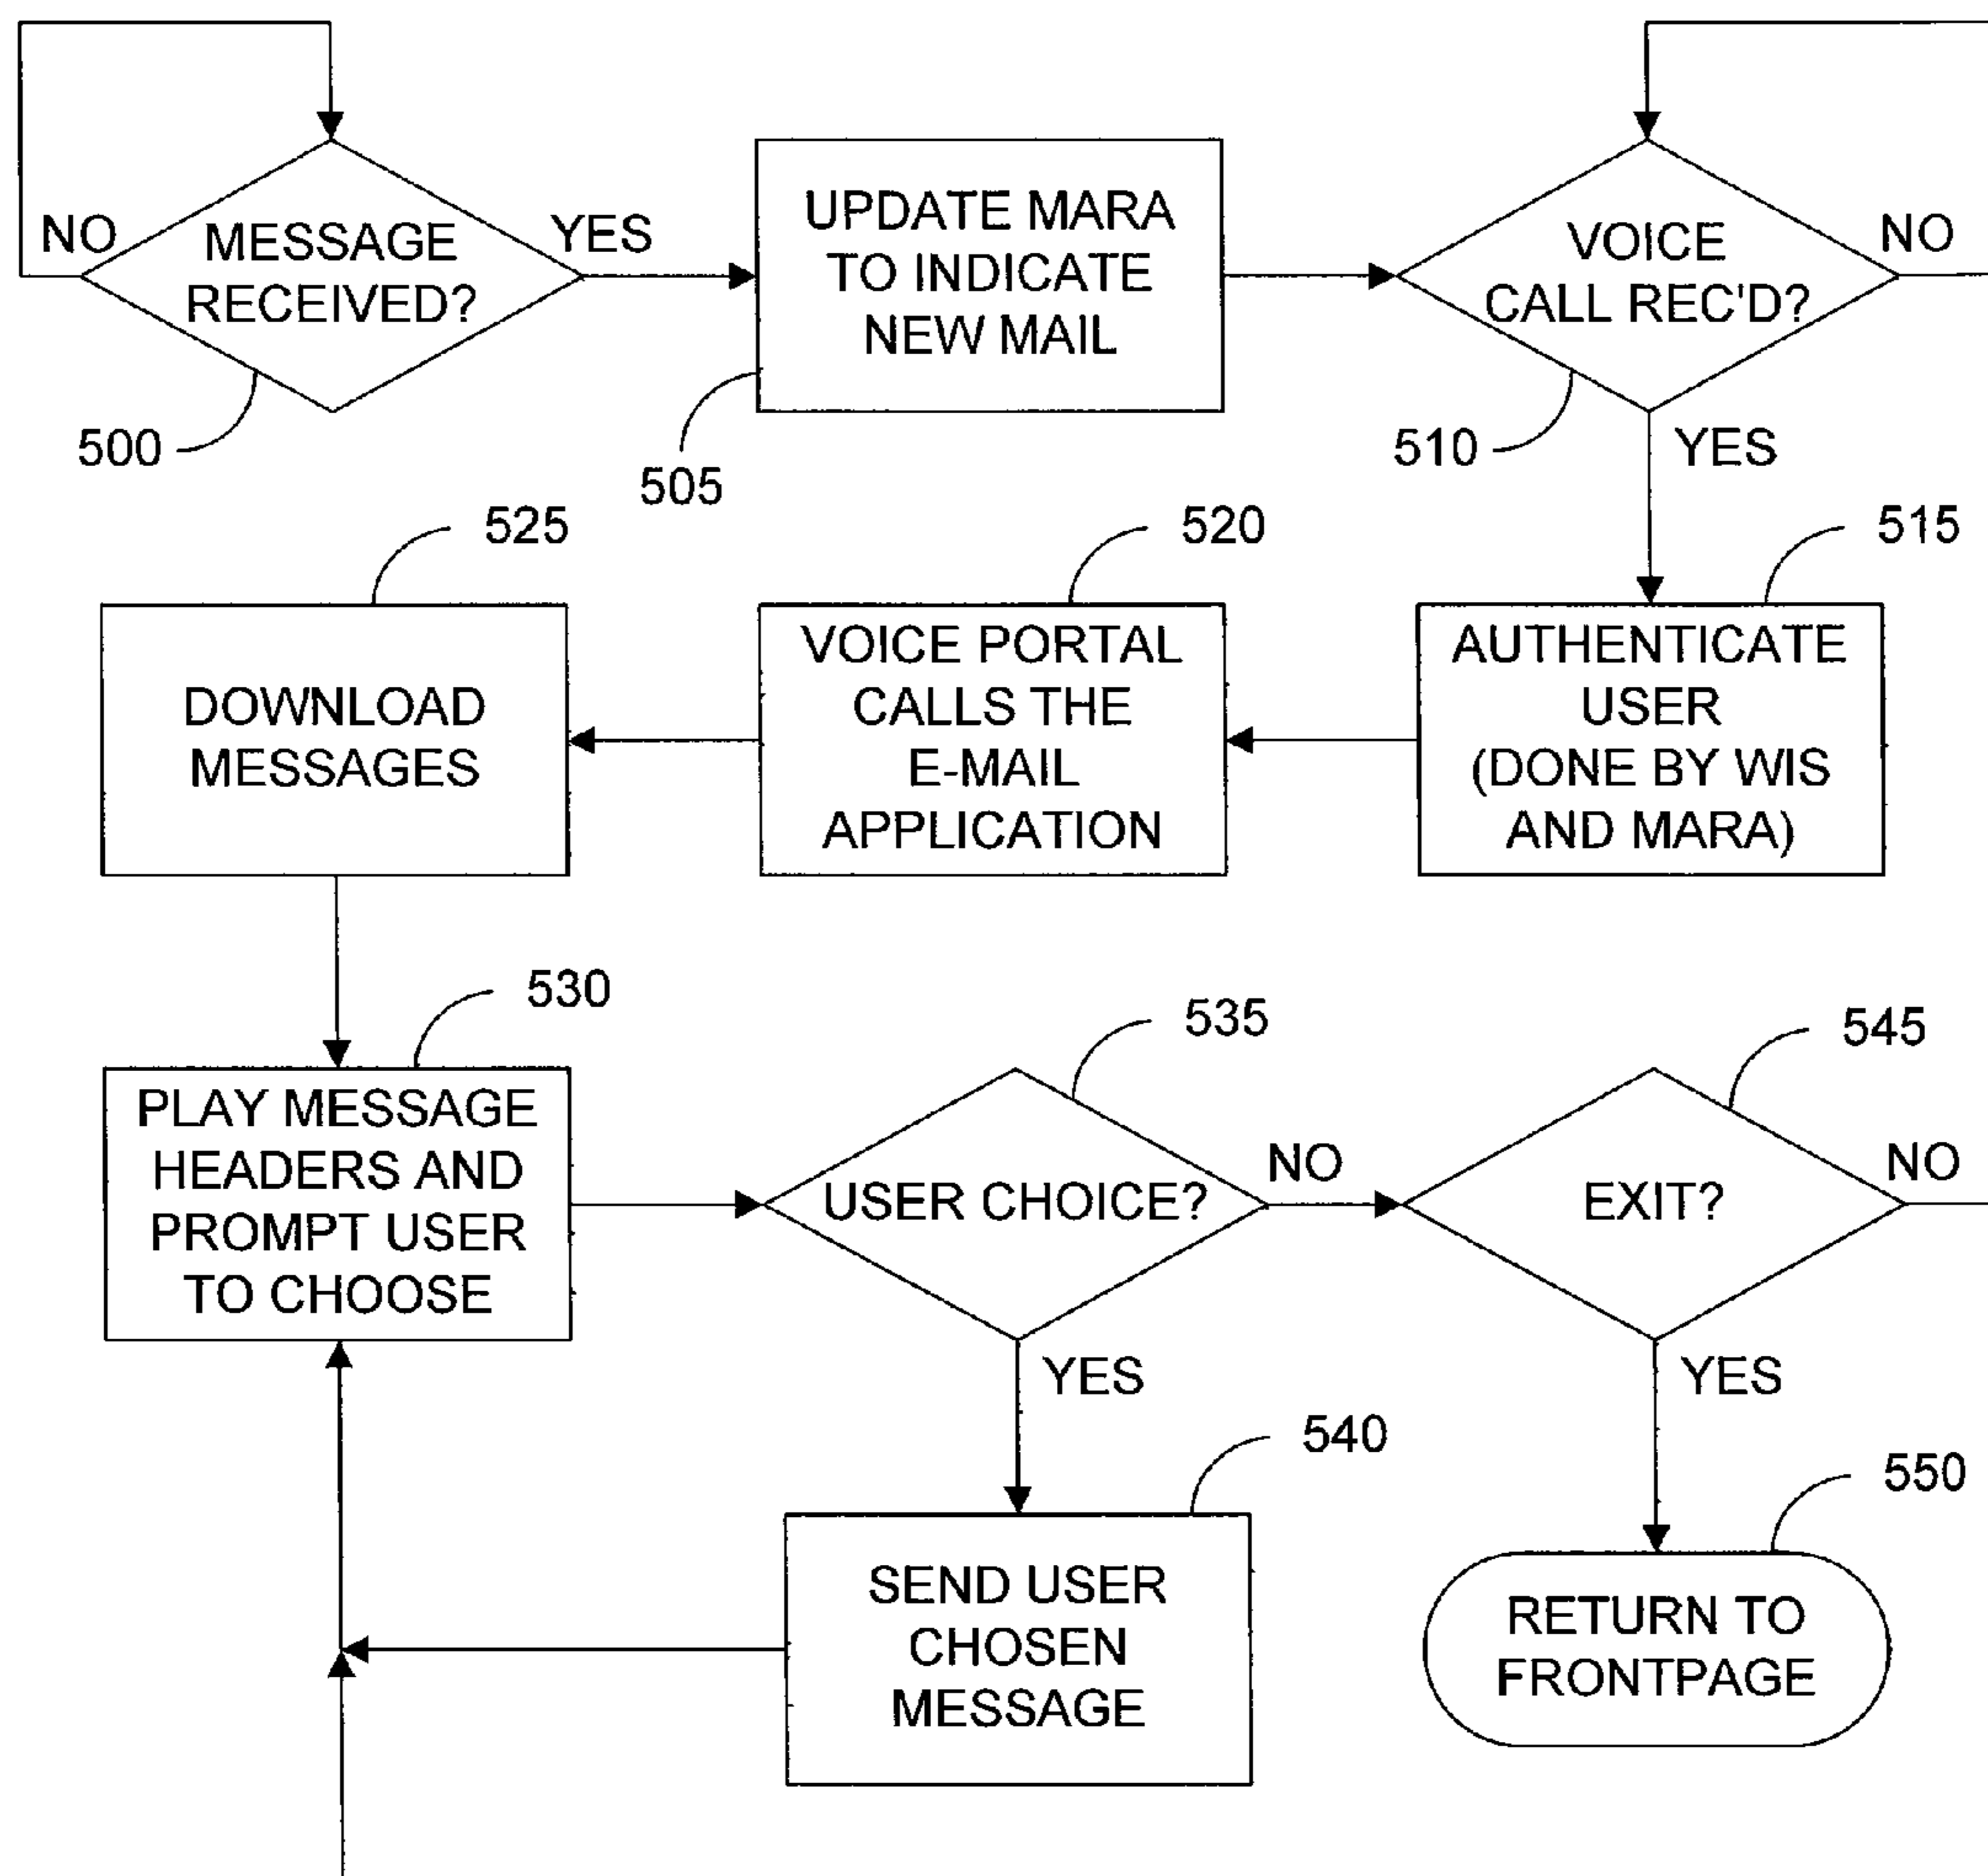 NO
MESSAGE
RECEIVED?
YES
500
UPDATE MARA
TO INDICATE
NEW MAIL
505
VOICE
CALL REC'D?
NO
510
YES
515
AUTHENTICATE
USER
(DONE BY WIS
AND MARA)
520
VOICE PORTAL
CALLS THE
E-MAIL
APPLICATION
525
DOWNLOAD
MESSAGES
530
PLAY MESSAGE
HEADERS AND
PROMPT USER
TO CHOOSE
535
USER CHOICE?
NO
YES
545
EXIT?
NO
YES
540
SEND USER
CHOSEN
MESSAGE
550
RETURN TO
FRONTPAGE